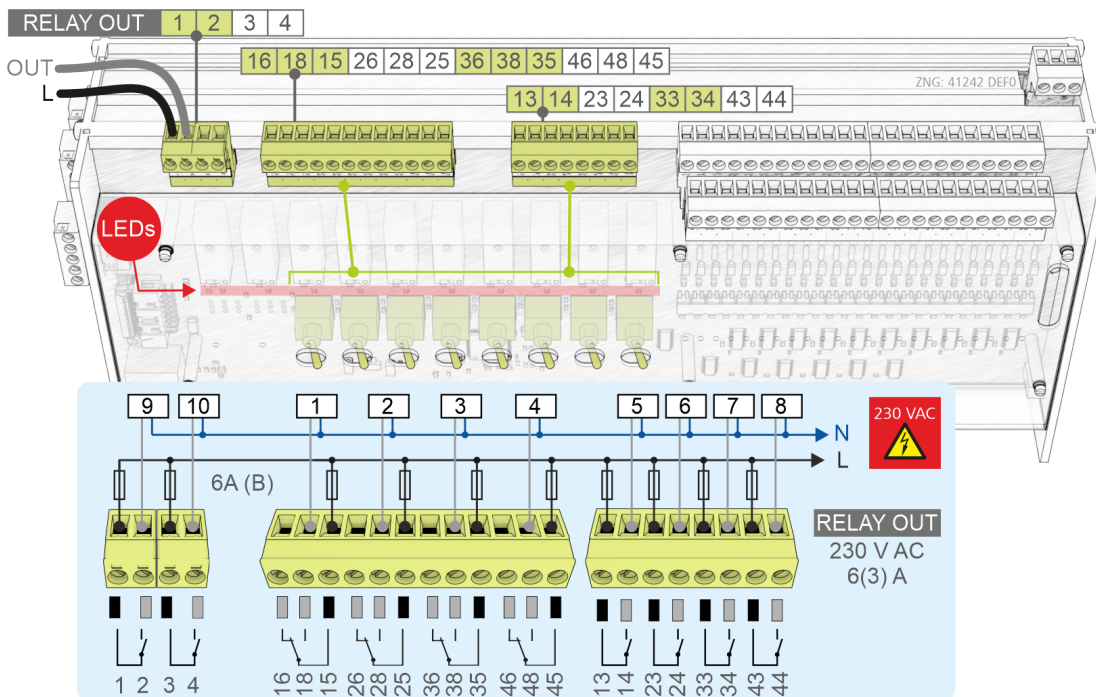 RELAY OUT 1 2 3 4
16 18 15 26 28 25 36 38 35 46 48 45
OUT
L
ZNG: 41242 DEF0
13 14 23 24 33 34 43 44
LEDs
9 10 1 2 3 4 5 6 7 8
230 VAC
N
L
6A (B)
RELAY OUT
230 V AC
6(3) A
1 2 3 4 16 18 15 26 28 25 36 38 35 46 48 45 13 14 23 24 33 34 43 44